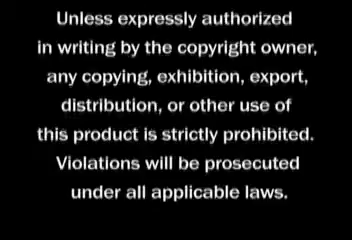 Unless expressly authorized
in writing by the copyright owner,
any copying, exhibition, export,
distribution, or other use of
this product is strictly prohibited.
Violations will be prosecuted
under all applicable laws.